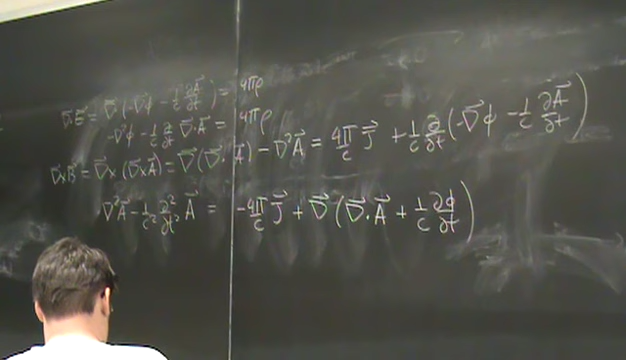 ∇·E⃗ = ∇⃗·(-∇⃗φ - 1/c ∂A⃗/∂t) = 4πρ
-∇²φ - 1/c ∂/∂t ∇⃗·A⃗ = 4πρ
∇⃗×B⃗ = ∇⃗×(∇⃗×A⃗) = ∇⃗(∇⃗·A⃗) - ∇²A⃗ = 4π/c J⃗ + 1/c ∂/∂t (-∇⃗φ - 1/c ∂A⃗/∂t)
∇²A⃗ - 1/c² ∂²/∂t² A⃗ = -4π/c J⃗ + ∇⃗(∇⃗·A⃗ + 1/c ∂φ/∂t)